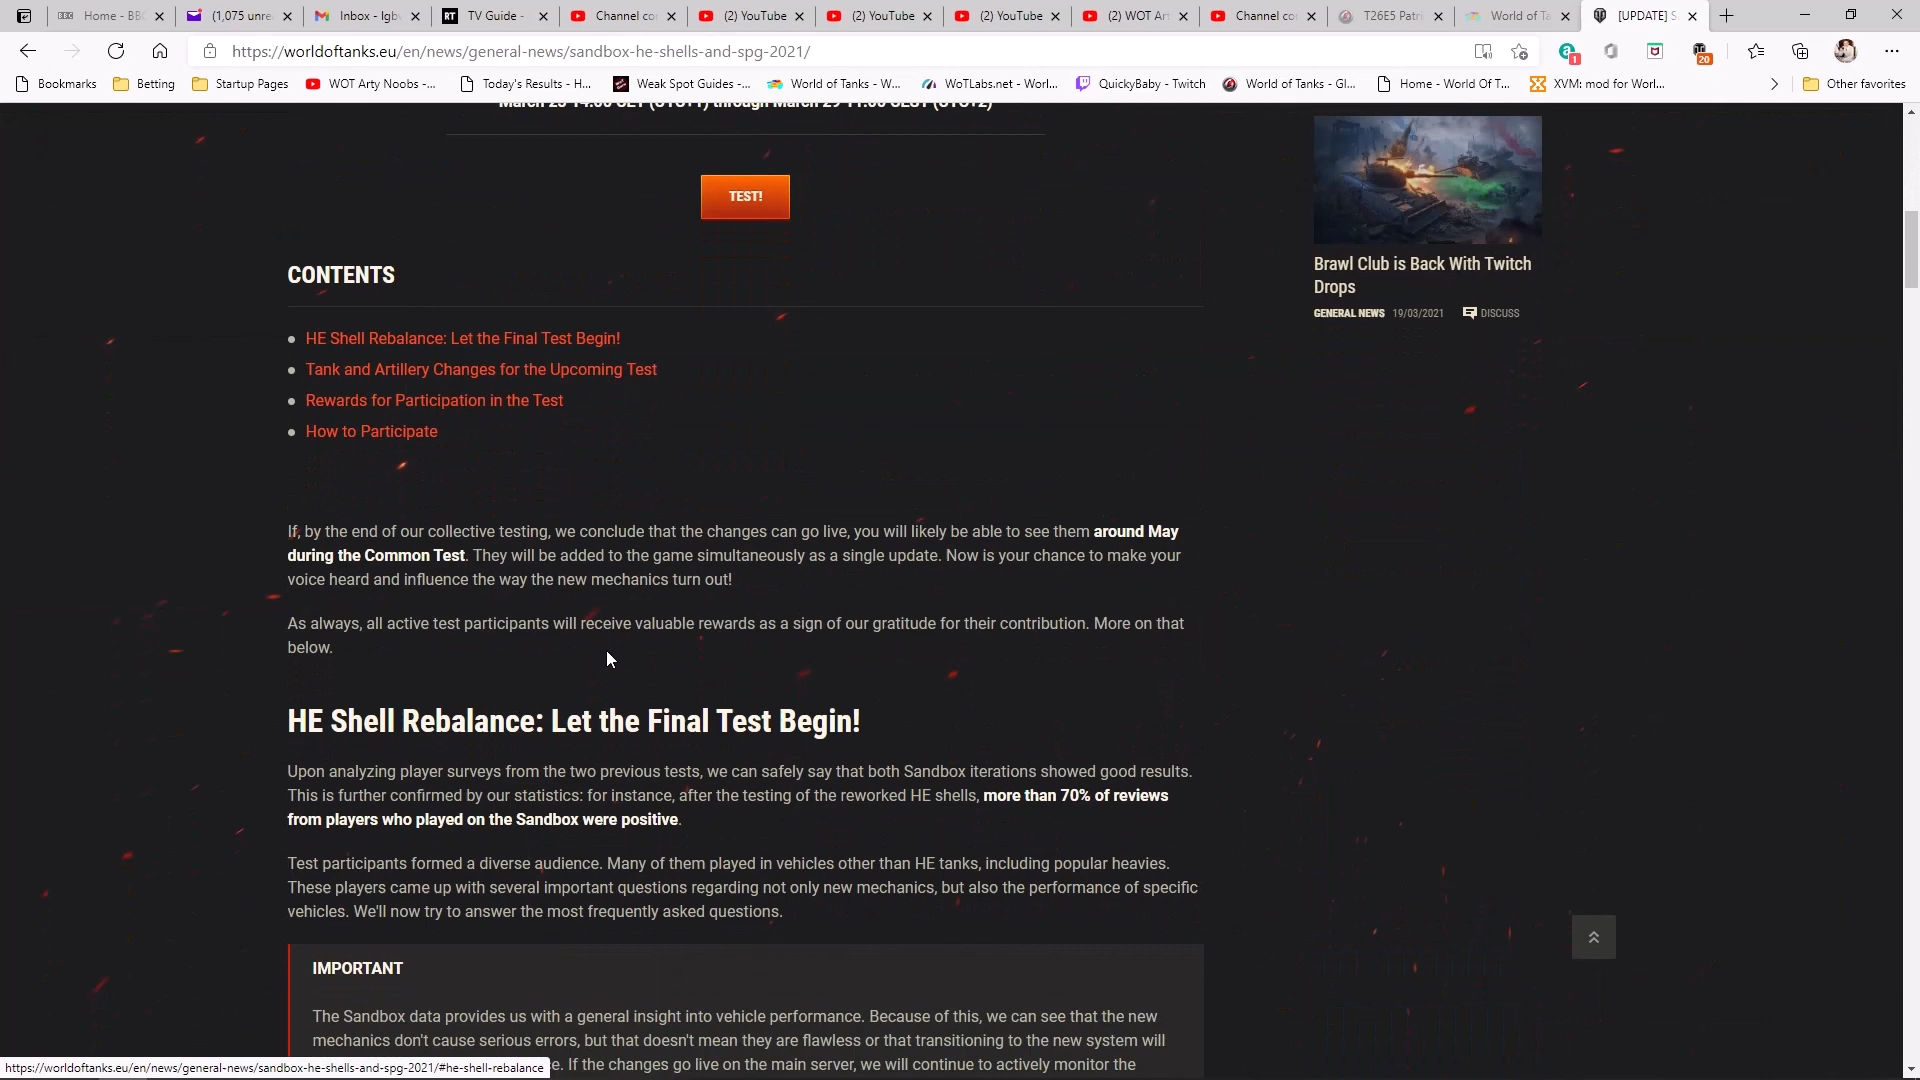 Home - BB
(1,075 unre
Inbox - lgb
RT TV Guide -
Channel co
(2) YouTube
(2) YouTube
(2) YouTube
(2) WOT Ar
Channel co
T26E5 Patri
World of Ta
[UPDATE] S
https://worldoftanks.eu/en/news/general-news/sandbox-he-shells-and-spg-2021/
1
20
Bookmarks
Betting
Startup Pages
WOT Arty Noobs -...
Today's Results - H...
Weak Spot Guides -...
World of Tanks - W...
WoTLabs.net - Worl...
QuickyBaby - Twitch
World of Tanks - Gl...
Home - World Of T...
XVM: mod for Worl...
Other favorites
TEST!
CONTENTS
HE Shell Rebalance: Let the Final Test Begin!
Tank and Artillery Changes for the Upcoming Test
Rewards for Participation in the Test
How to Participate
Brawl Club is Back With Twitch
Drops
GENERAL NEWS 19/03/2021 DISCUSS
If, by the end of our collective testing, we conclude that the changes can go live, you will likely be able to see them around May
during the Common Test. They will be added to the game simultaneously as a single update. Now is your chance to make your
voice heard and influence the way the new mechanics turn out!
As always, all active test participants will receive valuable rewards as a sign of our gratitude for their contribution. More on that
below.
HE Shell Rebalance: Let the Final Test Begin!
Upon analyzing player surveys from the two previous tests, we can safely say that both Sandbox iterations showed good results.
This is further confirmed by our statistics: for instance, after the testing of the reworked HE shells, more than 70% of reviews
from players who played on the Sandbox were positive.
Test participants formed a diverse audience. Many of them played in vehicles other than HE tanks, including popular heavies.
These players came up with several important questions regarding not only new mechanics, but also the performance of specific
vehicles. We'll now try to answer the most frequently asked questions.
IMPORTANT
The Sandbox data provides us with a general insight into vehicle performance. Because of this, we can see that the new
mechanics don't cause serious errors, but that doesn't mean they are flawless or that transitioning to the new system will
e. If the changes go live on the main server, we will continue to actively monitor the
https://worldoftanks.eu/en/news/general-news/sandbox-he-shells-and-spg-2021/#he-shell-rebalance